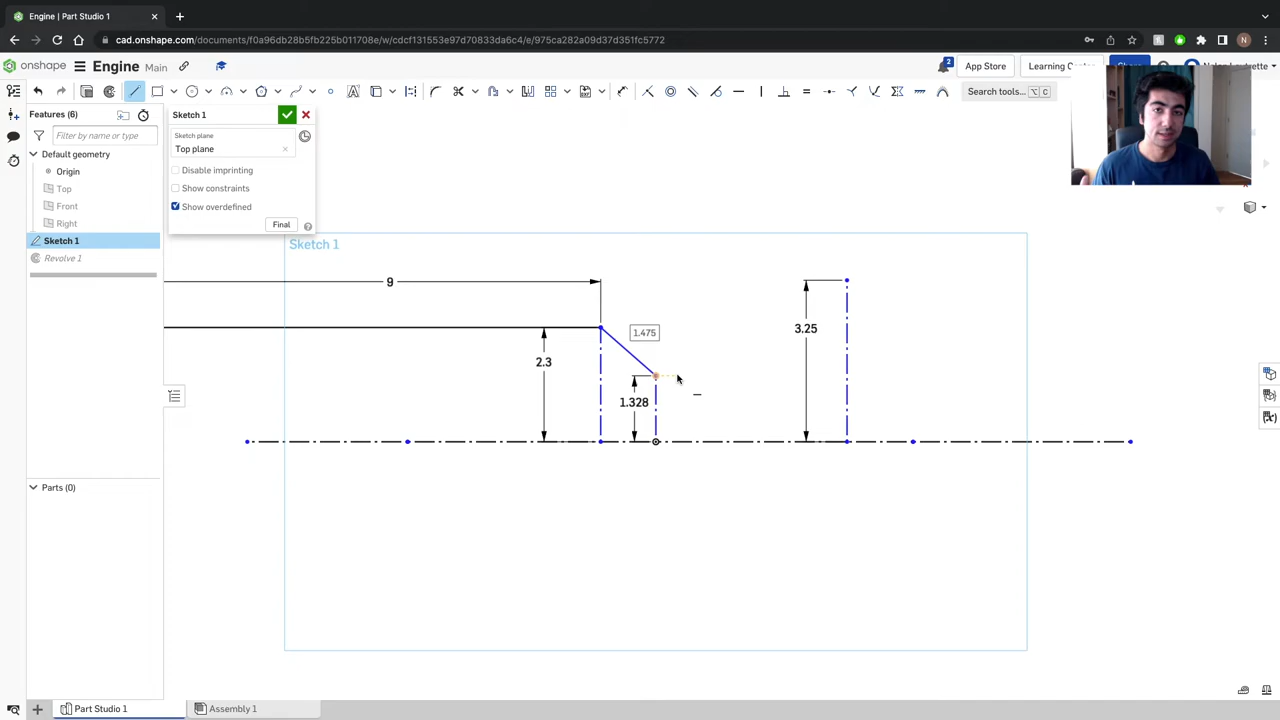 Engine | Part Studio 1
cad.onshape.com/documents/f0a96db28b5fb225b011708e/w/cdcf131553e97d70833da6c4/e/975ca282a09d37d351fc5772
onshape
Engine Main
2
App Store
Learning
Search tools...
⌥ C
Features (6)
Filter by name or type
Default geometry
Origin
Top
Front
Right
Sketch 1
Revolve 1
Parts (0)
Sketch 1
Sketch plane
Top plane
Disable imprinting
Show constraints
Show overdefined
Final
Sketch 1
9
3.25
1.475
2.3
1.328
Part Studio 1
Assembly 1